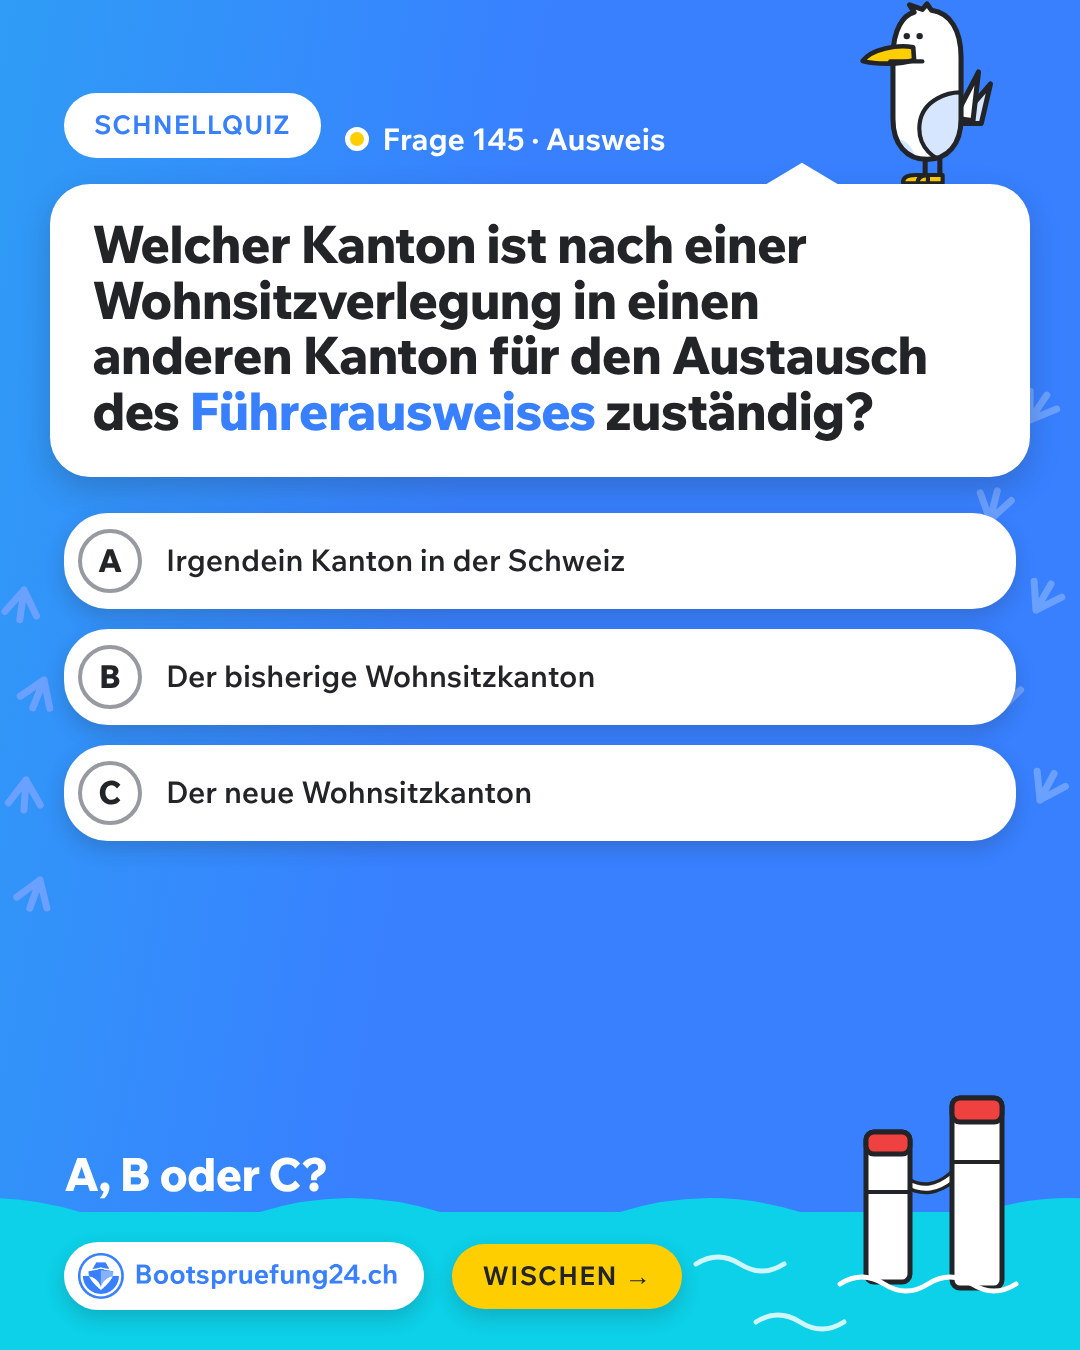 SCHNELLQUIZ
Frage 145 · Ausweis
Welcher Kanton ist nach einer
Wohnsitzverlegung in einen
anderen Kanton für den Austausch
des Führerausweises zuständig?
A Irgendein Kanton in der Schweiz
B Der bisherige Wohnsitzkanton
C Der neue Wohnsitzkanton
A, B oder C?
Bootspruefung24.ch
WISCHEN →